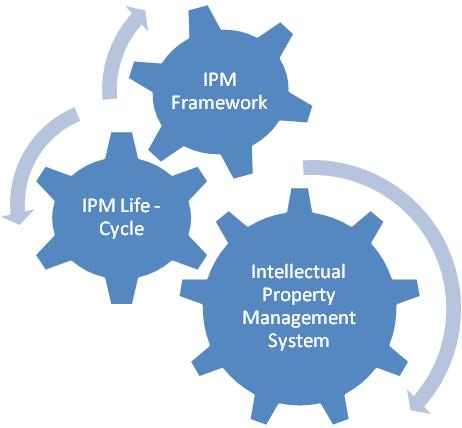 IPM
Framework
IPM Life -
Cycle
Intellectual
Property
Management
System